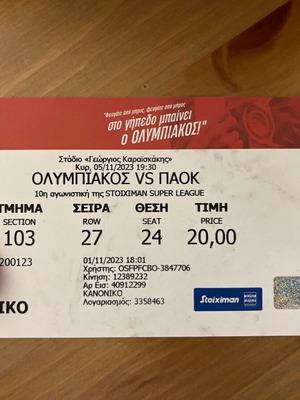 "Φευγάτε από μπρος, Φευγάτε από μπρος
στο γήπεδο μπαίνει
ο ΟΛΥΜΠΙΑΚΟΣ!"
Στάδιο «Γεώργιος Καραϊσκάκης»
Κυρ, 05/11/2023 19:30
ΟΛΥΜΠΙΑΚΟΣ VS ΠΑΟΚ
10η αγωνιστική της STOIXIMAN SUPER LEAGUE
ΤΜΗΜΑ ΣΕΙΡΑ ΘΕΣΗ ΤΙΜΗ
SECTION ROW SEAT PRICE
103 27 24 20,00
200123
01/11/2023 18:01
Χρήστης: OSFPFCBO-3847706
Κίνηση: 12389232
Αρ Εισ: 40912299
ΚΑΝΟΝΙΚΟ
Λογαριασμός: 3358463
ΙΚΟ
Stoiximan